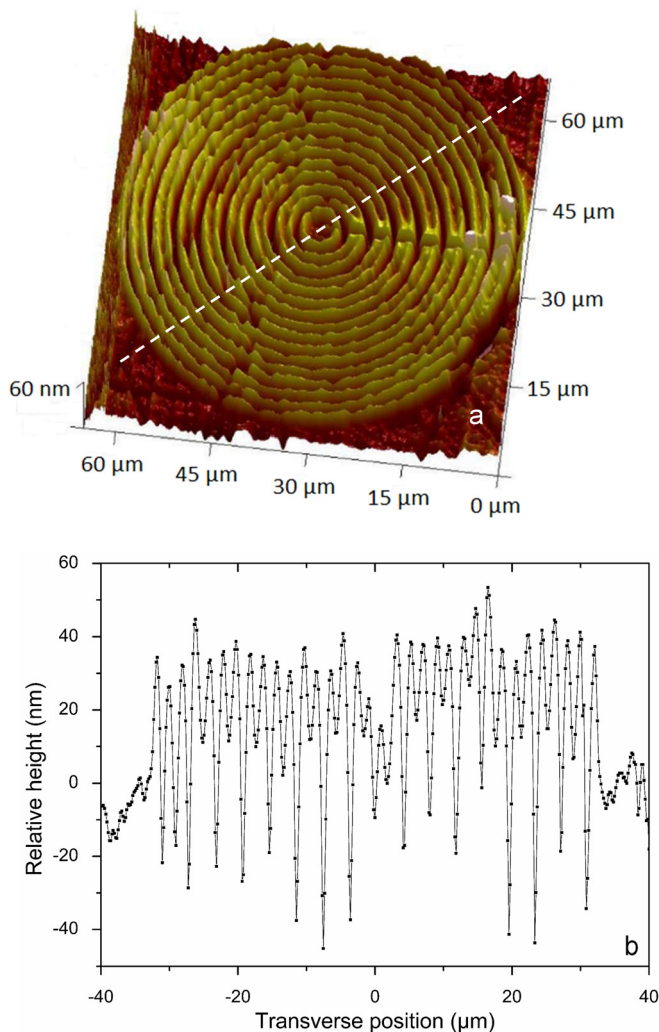 60 µm
45 µm
30 µm
15 µm
60 nm
a
60 µm
45 µm
30 µm
15 µm
0 µm
60
40
20
0
-20
-40
Relative height (nm)
b
-40
-20
0
20
40
Transverse position (µm)